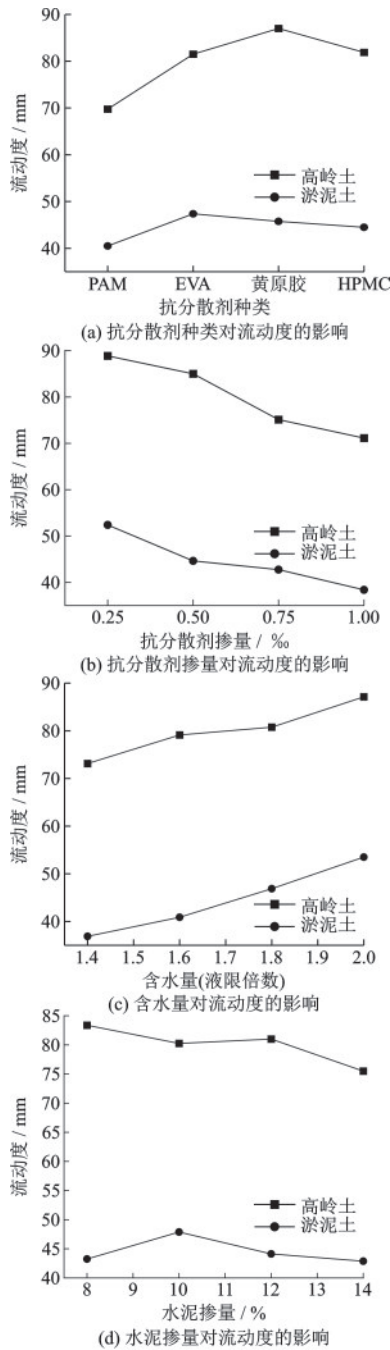 90
80
70
60
50
40
流动度 / mm
高岭土
淤泥土
PAM EVA 黄原胶 HPMC
抗分散剂种类
(a) 抗分散剂种类对流动度的影响
90
80
70
60
50
40
流动度 / mm
高岭土
淤泥土
0.25 0.50 0.75 1.00
抗分散剂掺量 / ‰
(b) 抗分散剂掺量对流动度的影响
90
80
70
60
50
40
流动度 / mm
高岭土
淤泥土
1.4 1.5 1.6 1.7 1.8 1.9 2.0
含水量(液限倍数)
(c) 含水量对流动度的影响
85
80
75
70
65
60
55
50
45
40
流动度 / mm
高岭土
淤泥土
8 9 10 11 12 13 14
水泥掺量 / %
(d) 水泥掺量对流动度的影响